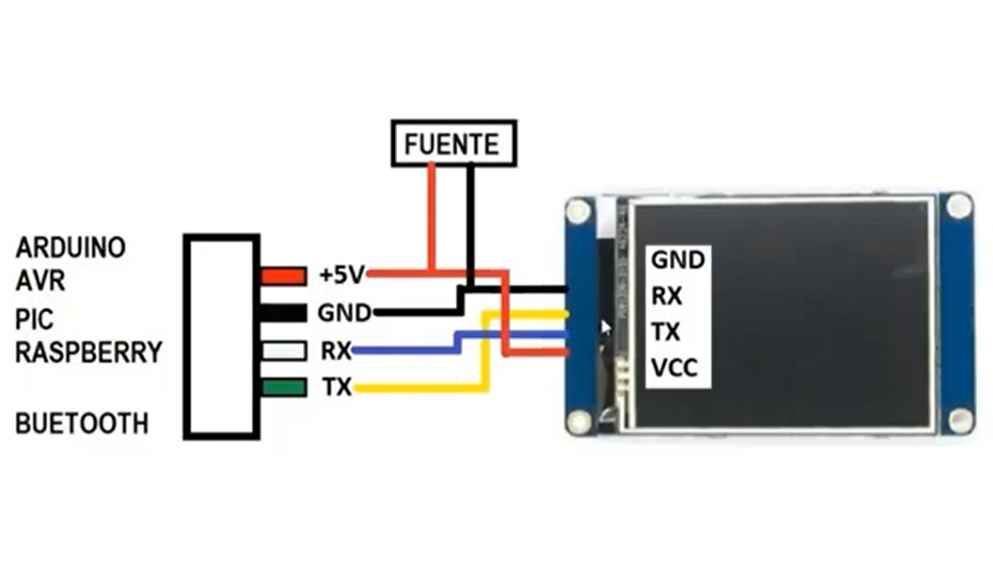 FUENTE
ARDUINO
AVR
PIC
RASPBERRY
BUETOOTH
+5V
GND
RX
TX
GND
RX
TX
VCC